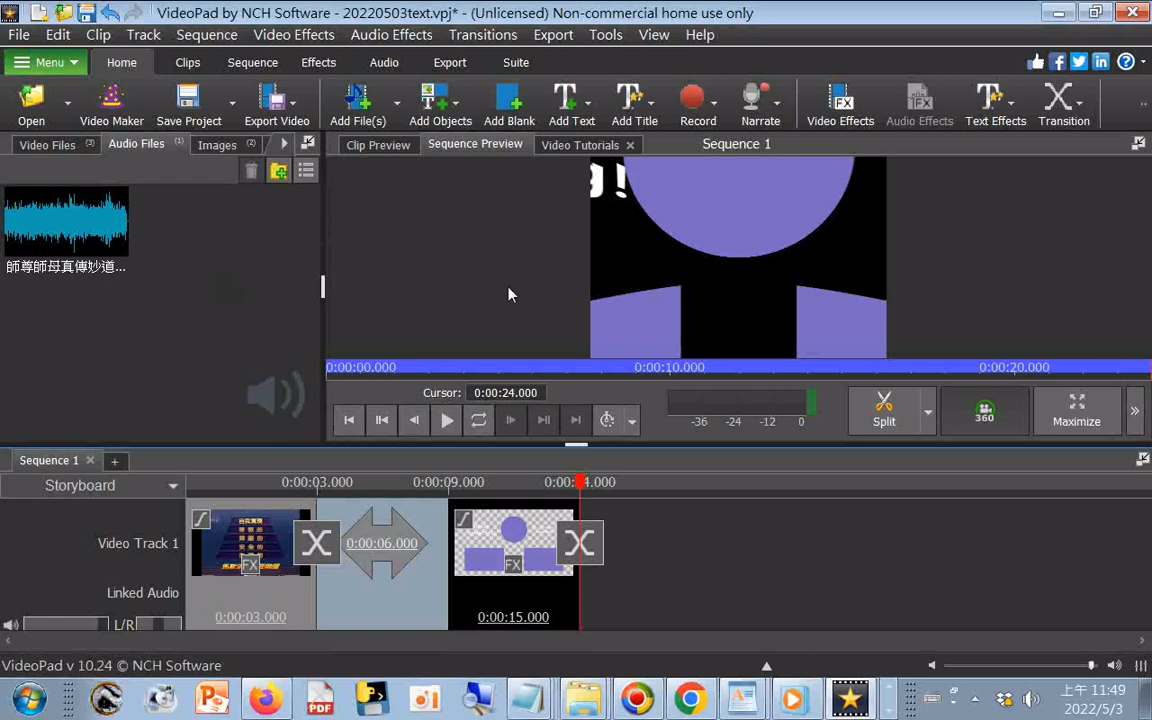 VideoPad by NCH Software - 20220503text.vpj* - (Unlicensed) Non-commercial home use only
File Edit Clip Track Sequence Video Effects Audio Effects Transitions Export Tools View Help
Menu Home Clips Sequence Effects Audio Export Suite
Open Video Maker Save Project Export Video Add File(s) Add Objects Add Blank Add Text Add Title Record Narrate Video Effects Audio Effects Text Effects Transition
Video Files (3) Audio Files (1) Images (2) Clip Preview Sequence Preview Video Tutorials Sequence 1
g!
師尊師母真傳妙道...
0:00:00.000 0:00:10.000 0:00:20.000
Cursor: 0:00:24.000
-36 -24 -12 0 Split 360 Maximize
Sequence 1
Storyboard 0:00:03.000 0:00:09.000
Video Track 1 FX 0:00:06.000 FX
Linked Audio
0:00:03.000 0:00:15.000
L/R
VideoPad v 10.24 © NCH Software
上午 11:49
2022/5/3